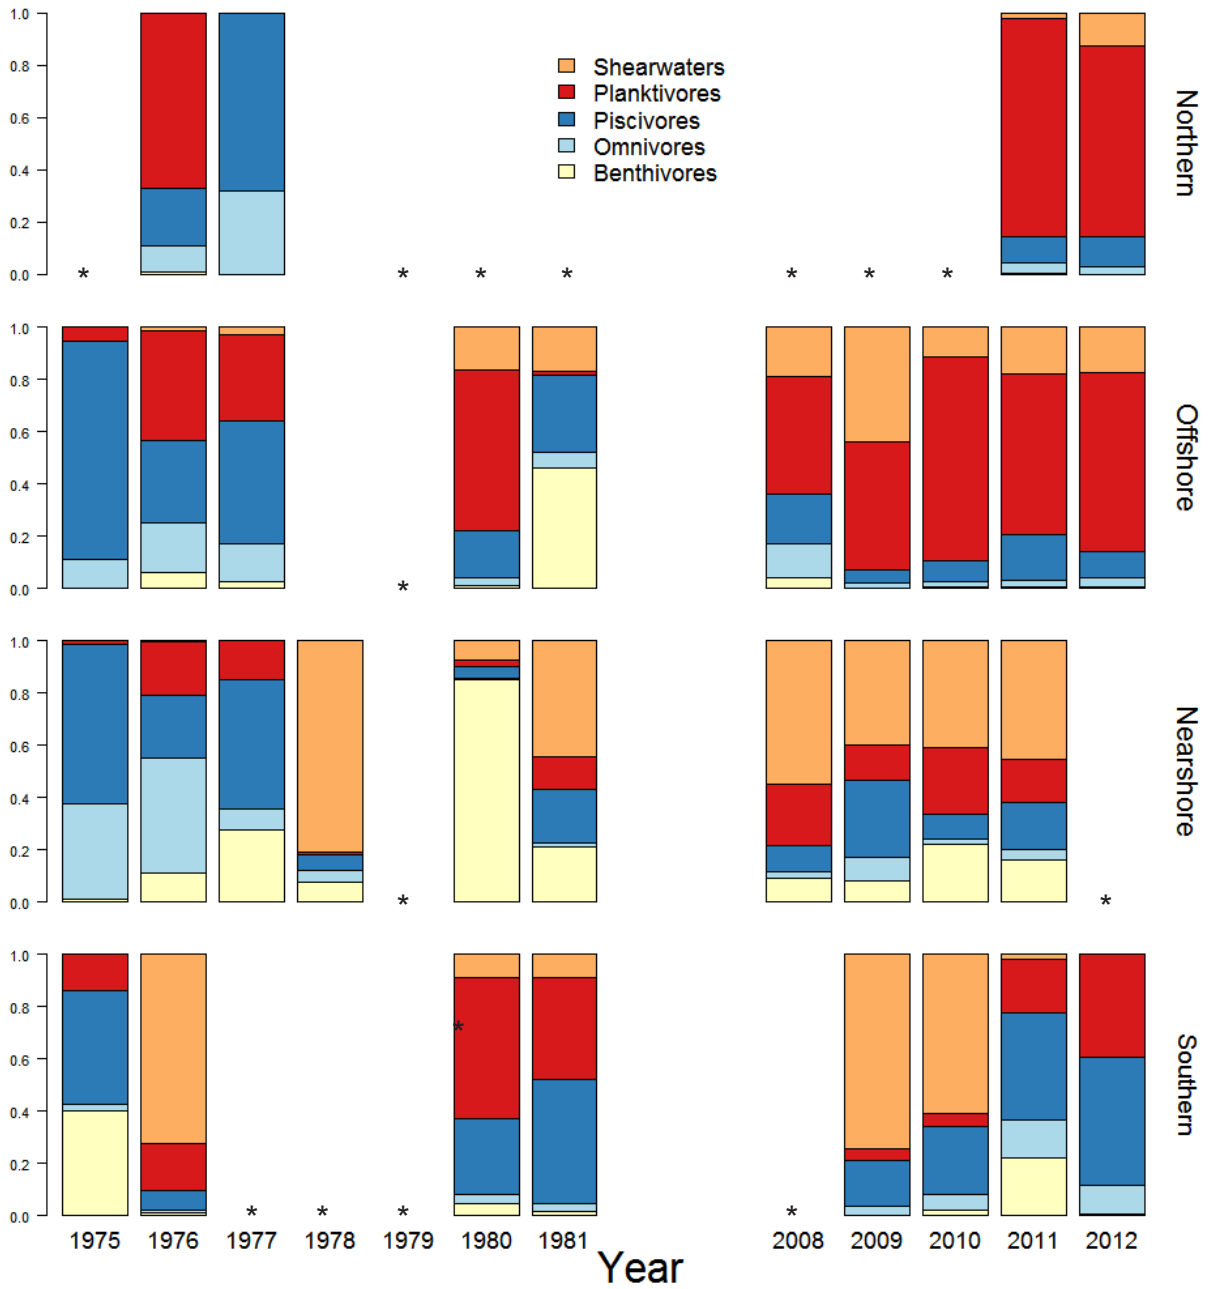 1.0
0.8
0.6
0.4
0.2
0.0
* * * * * * *
Shearwaters
Planktivores
Piscivores
Omnivores
Benthivores
Northern
1.0
0.8
0.6
0.4
0.2
0.0
*
Offshore
1.0
0.8
0.6
0.4
0.2
0.0
* *
Nearshore
1.0
0.8
0.6
0.4
0.2
0.0
*
* * * *
Southern
1975 1976 1977 1978 1979 1980 1981 2008 2009 2010 2011 2012
Year